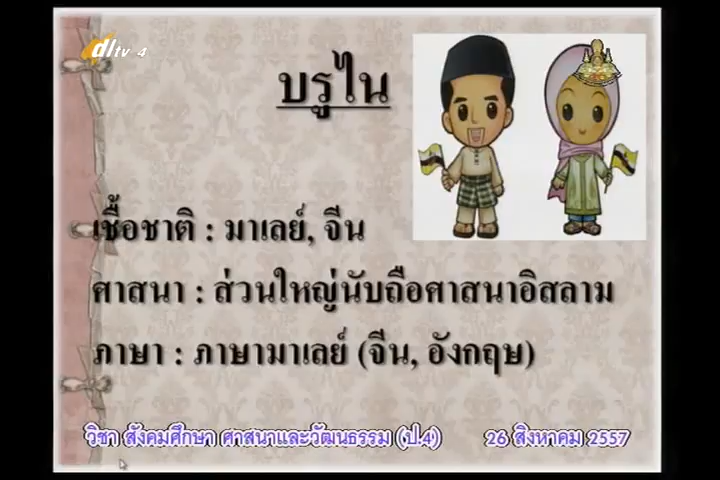 dltv 4
บรูไน
เชื้อชาติ : มาเลย์, จีน
ศาสนา : ส่วนใหญ่นับถือศาสนาอิสลาม
ภาษา : ภาษามาเลย์ (จีน, อังกฤษ)
วิชา สังคมศึกษา ศาสนาและวัฒนธรรม (ป.4) 26 สิงหาคม 2557